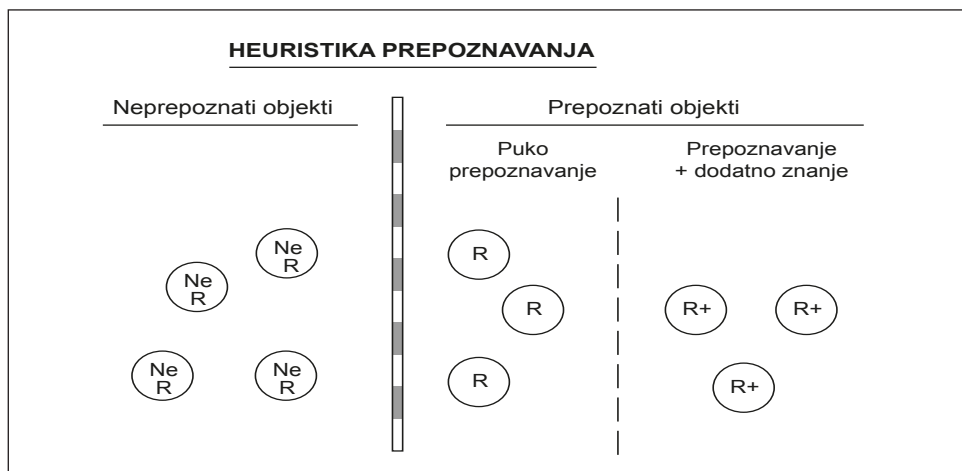 HEURISTIKA PREPOZNAVANJA
Neprepoznati objekti
Prepoznati objekti
Puko
prepoznavanje
Prepoznavanje
+ dodatno znanje
Ne
R
Ne
R
Ne
R
Ne
R
R
R
R
R+
R+
R+